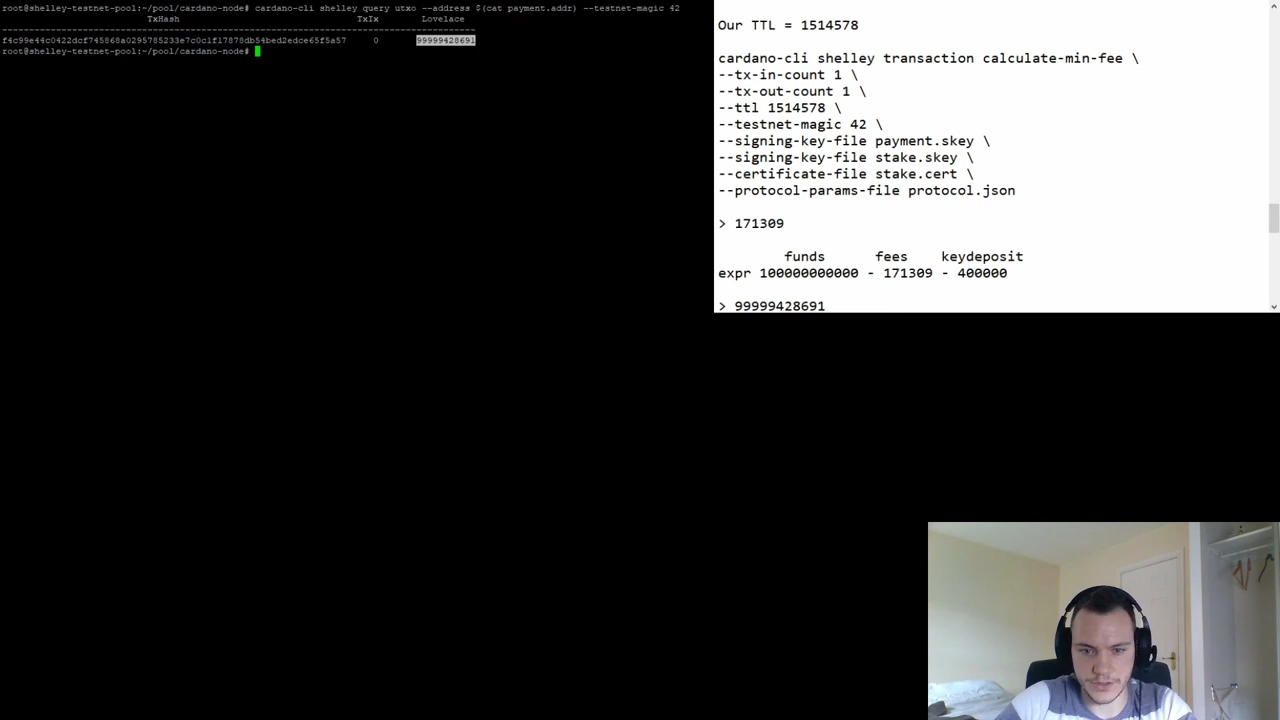 root@shelley-testnet-pool:~/pool/cardano-node# cardano-cli shelley query utxo --address $(cat payment.addr) --testnet-magic 42
TxHash TxIx Lovelace
----------------------------------------------------------------------------------------
f4c99e44c0422dcf745868a0295785233e7c0c1f17878db54bed2edce65f5a57 0 99999428691
root@shelley-testnet-pool:~/pool/cardano-node#
Our TTL = 1514578
cardano-cli shelley transaction calculate-min-fee \
--tx-in-count 1 \
--tx-out-count 1 \
--ttl 1514578 \
--testnet-magic 42 \
--signing-key-file payment.skey \
--signing-key-file stake.skey \
--certificate-file stake.cert \
--protocol-params-file protocol.json
> 171309
funds fees keydeposit
expr 100000000000 - 171309 - 400000
> 99999428691